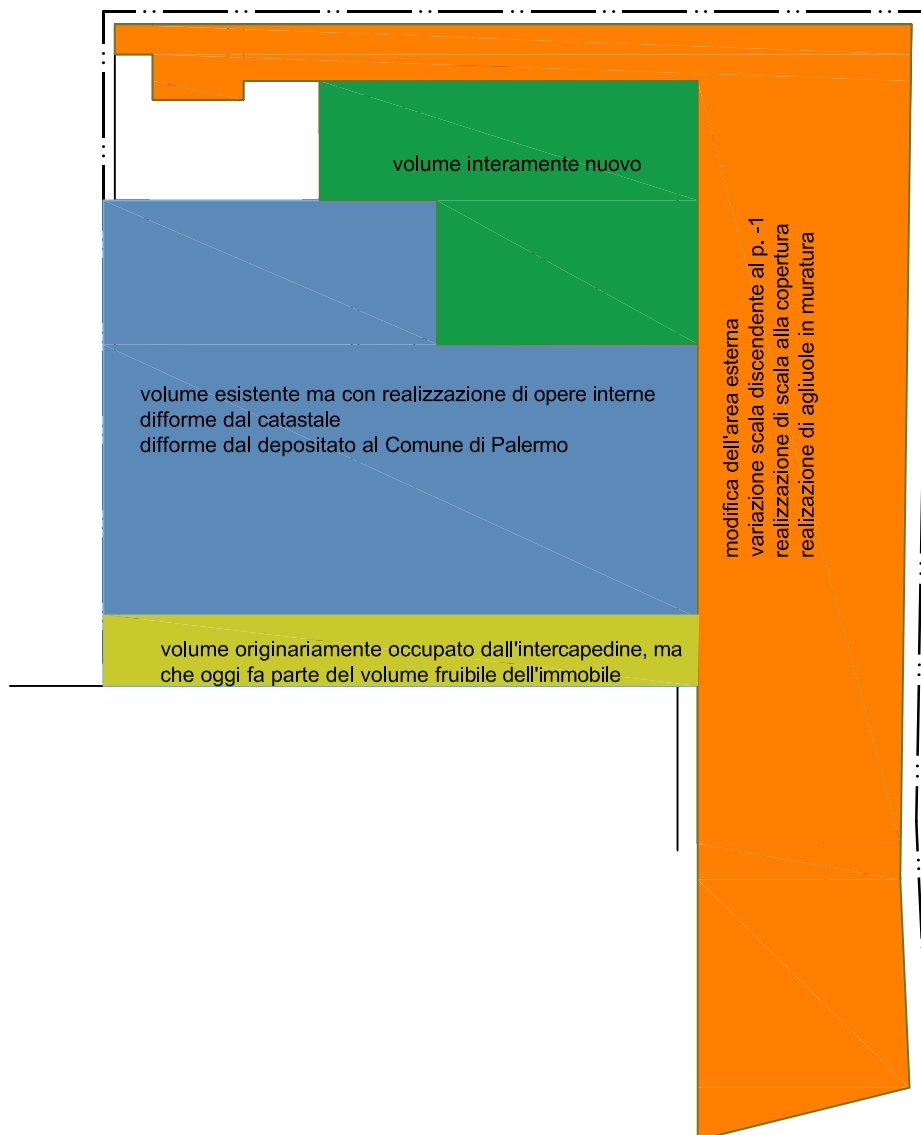 volume interamente nuovo
volume esistente ma con realizzazione di opere interne
difforme dal catastale
difforme dal depositato al Comune di Palermo
volume originariamente occupato dall'intercapedine, ma
che oggi fa parte del volume fruibile dell'immobile
modifica dell'area esterna
variazione scala discendente al p. -1
realizzazione di scala alla copertura
realizazione di agliuole in muratura